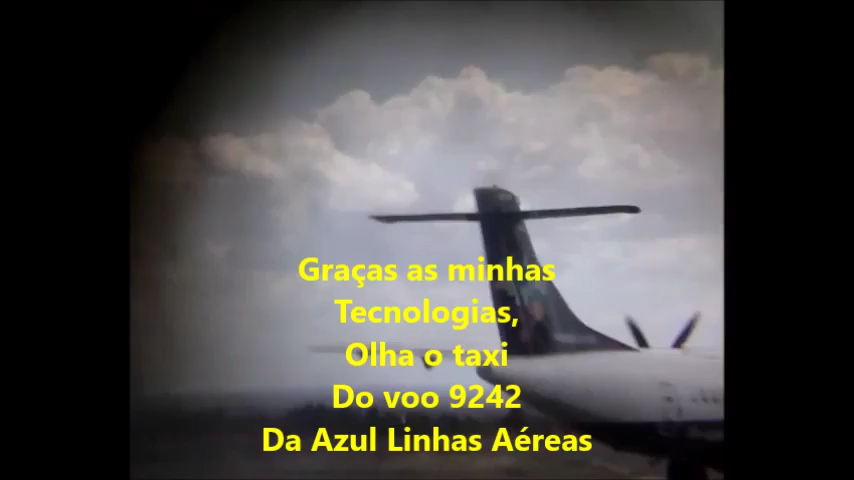 Graças as minhas
Tecnologias,
Olha o taxi
Do voo 9242
Da Azul Linhas Aéreas